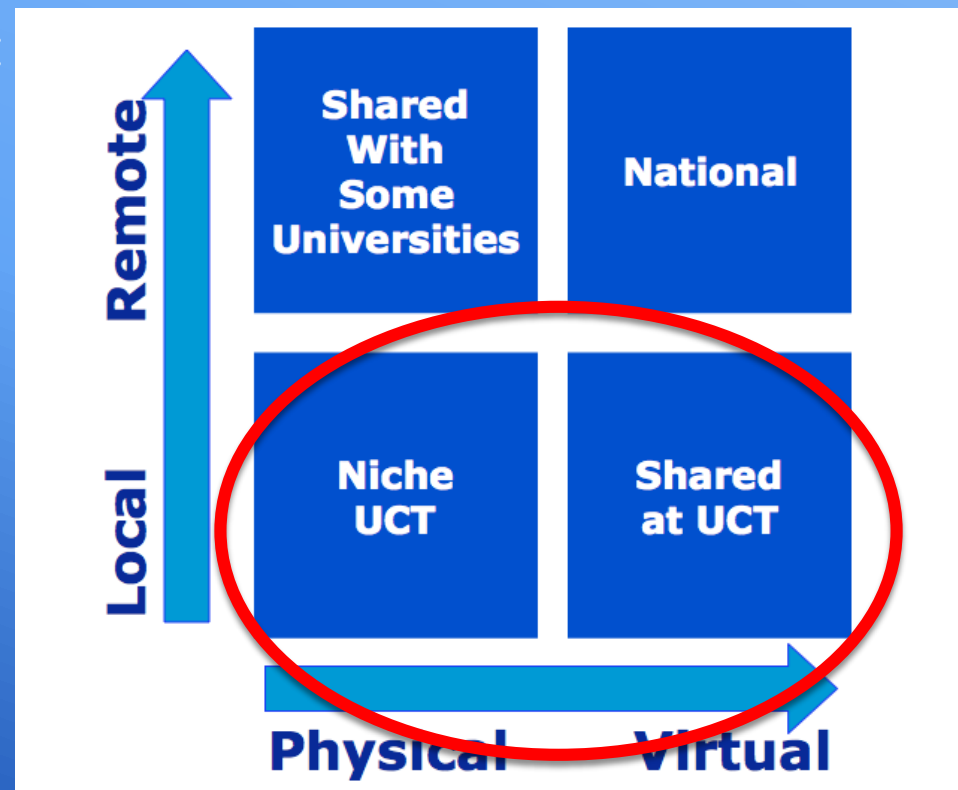 Remote
Local
Shared
With
Some
Universities
National
Niche
UCT
Shared
at UCT
Physical
Virtual